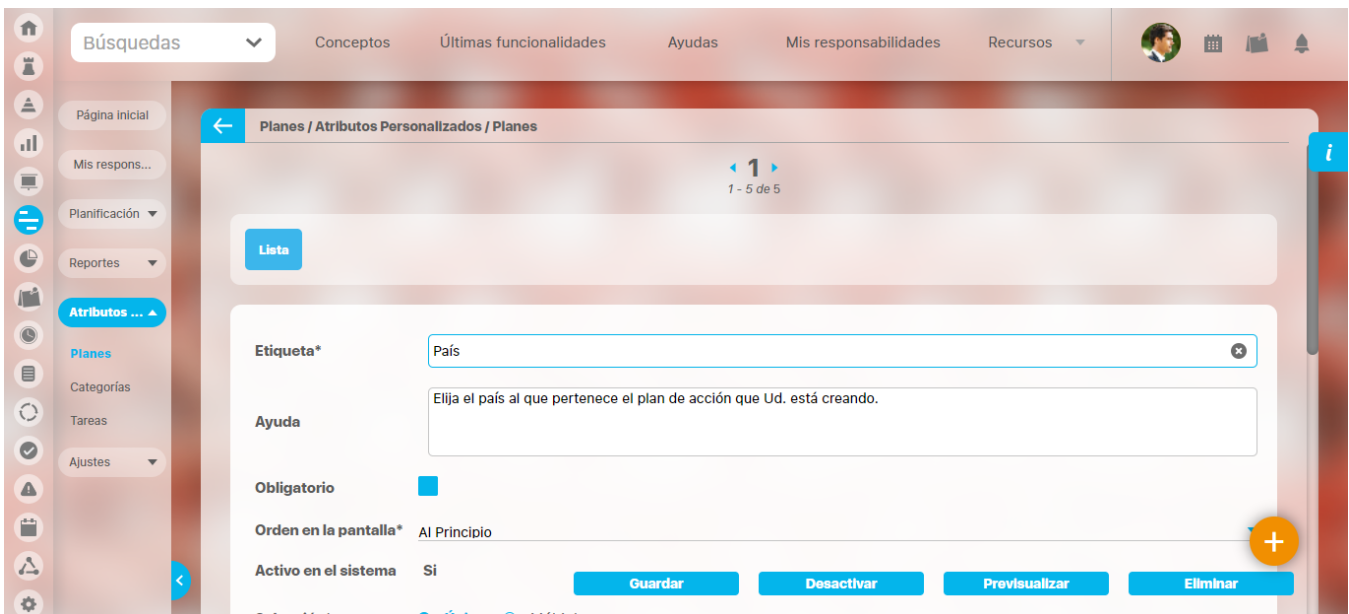 Búsquedas
Conceptos
Últimas funcionalidades
Ayudas
Mis responsabilidades
Recursos
Página inicial
Mis respons...
Planificación
Reportes
Atributos ...
Planes
Categorías
Tareas
Ajustes
Planes / Atributos Personalizados / Planes
1
1 - 5 de 5
i
Lista
Etiqueta*
País
Ayuda
Elija el país al que pertenece el plan de acción que Ud. está creando.
Obligatorio
Orden en la pantalla*
Al Principio
Activo en el sistema
Si
Guardar
Desactivar
Previsualizar
Eliminar